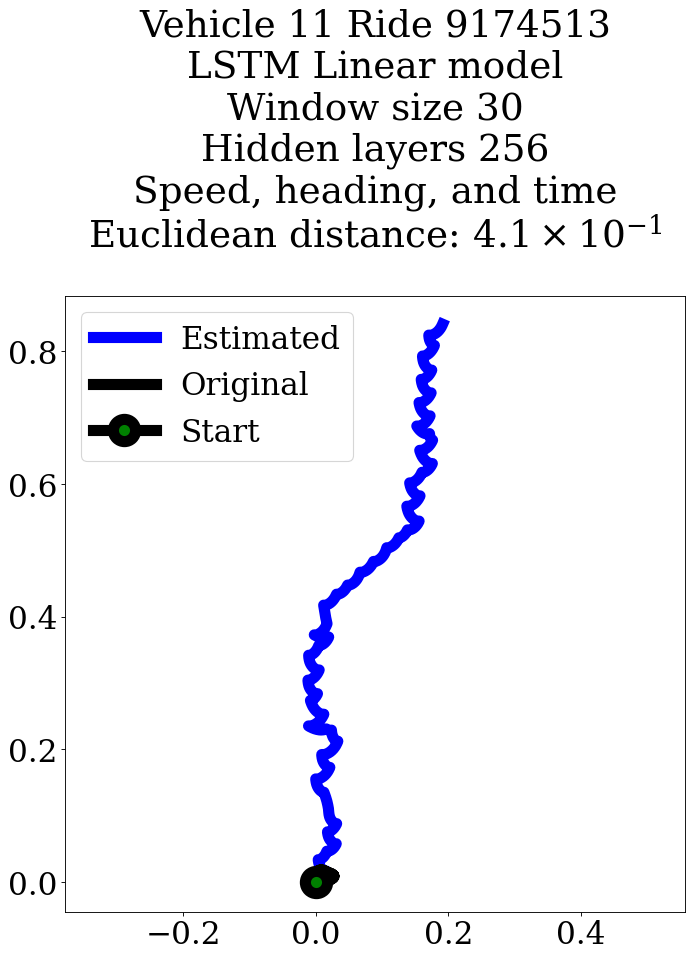 Vehicle 11 Ride 9174513
LSTM Linear model
Window size 30
Hidden layers 256
Speed, heading, and time
Euclidean distance: 4.1 × 10⁻¹
Estimated
Original
Start
0.8
0.6
0.4
0.2
0.0
−0.2 0.0 0.2 0.4